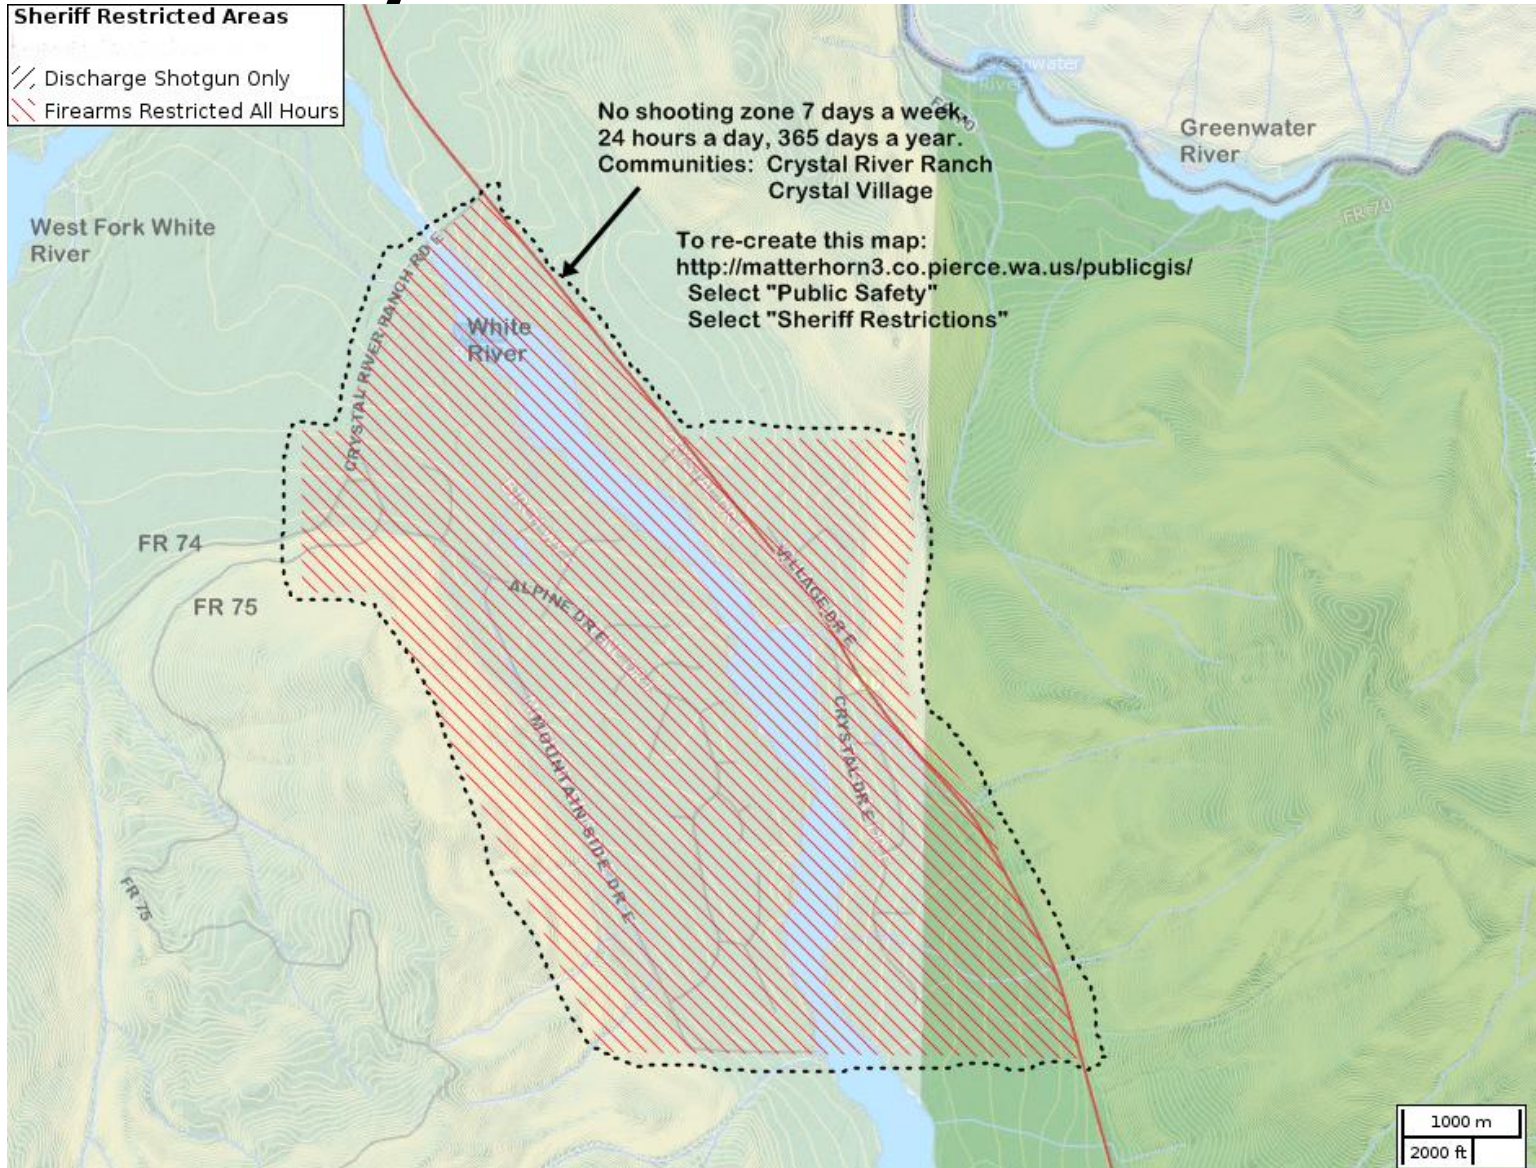 Sheriff Restricted Areas
Discharge Shotgun Only
Firearms Restricted All Hours
No shooting zone 7 days a week,
24 hours a day, 365 days a year.
Communities: Crystal River Ranch
Crystal Village
To re-create this map:
http://matterhorn3.co.pierce.wa.us/publicgis/
Select "Public Safety"
Select "Sheriff Restrictions"
Greenwater
River
Greenwater
River
FR 70
FR 70
West Fork White
River
CRYSTAL RIVER RANCH RD E
White
River
FR 74
FR 75
ALPINE DR E
VILLAGE DR E
MOUNTAIN SIDE DR E
CRYSTAL DR E
FR 75
1000 m
2000 ft